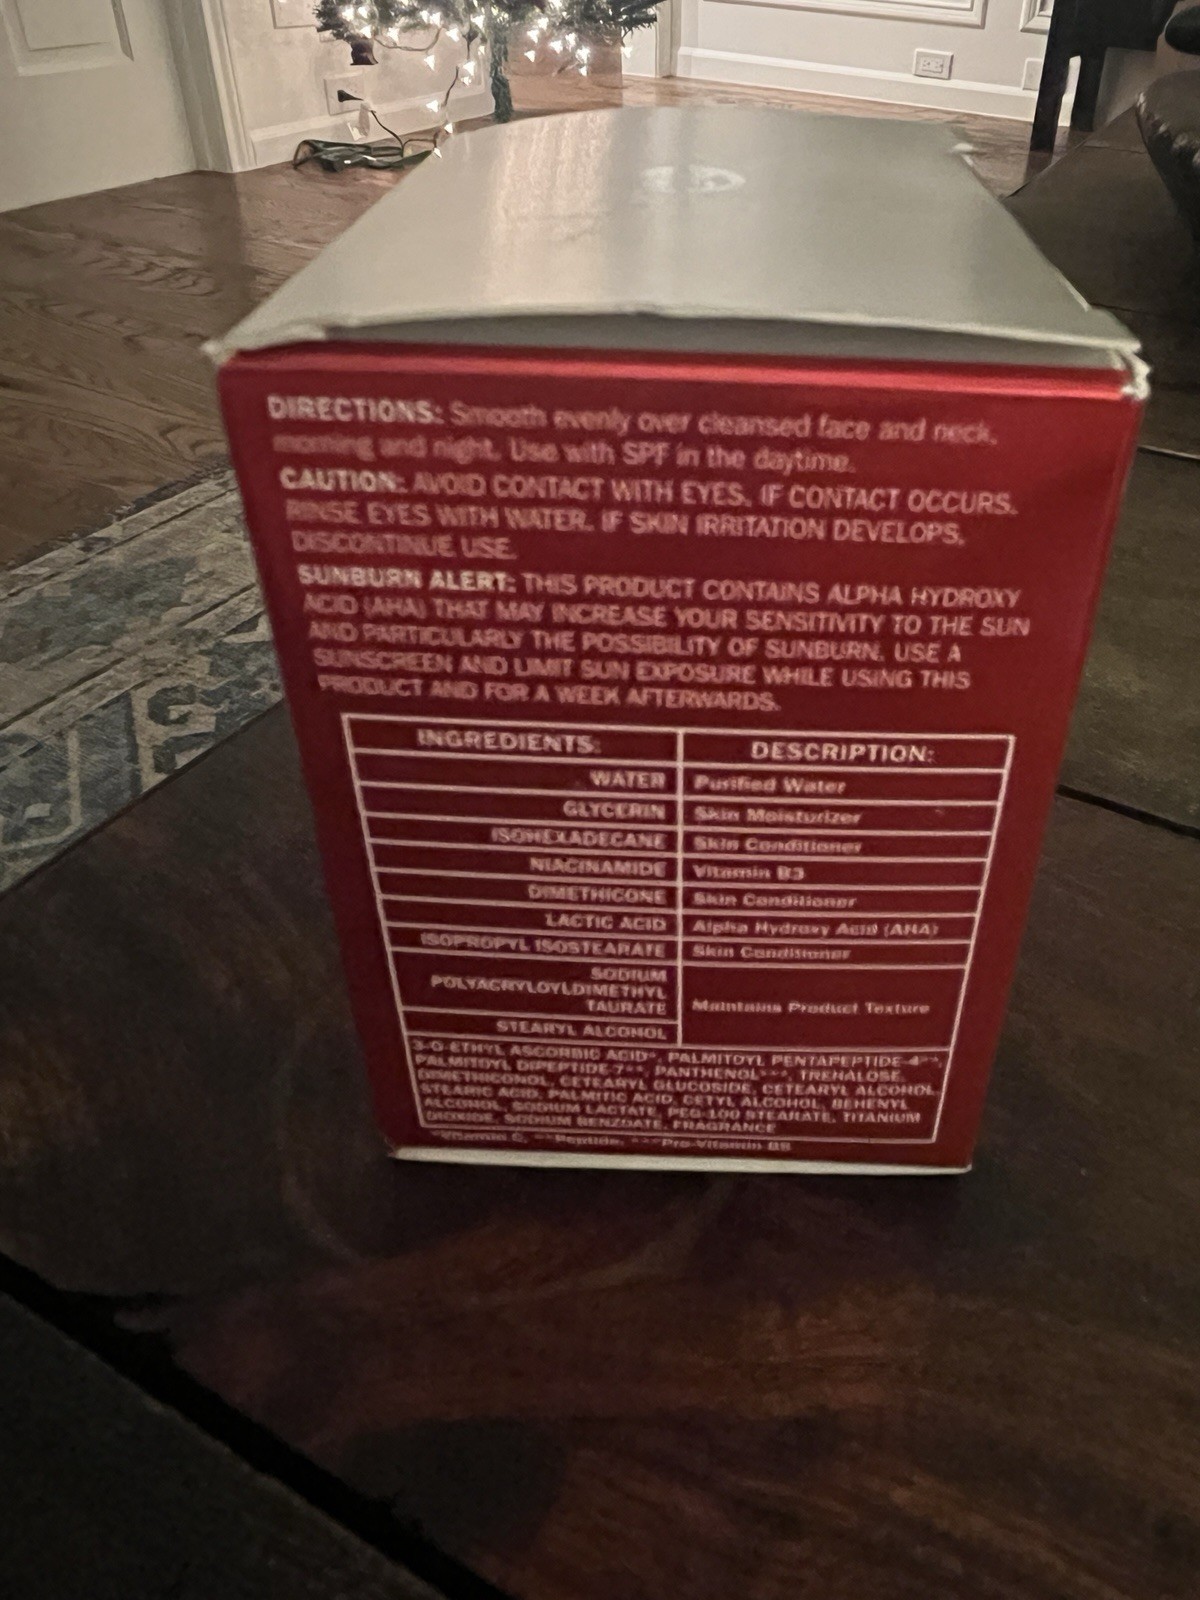 DIRECTIONS: Smooth evenly over cleansed face and neck,
morning and night. Use with SPF in the daytime.
CAUTION: AVOID CONTACT WITH EYES. IF CONTACT OCCURS,
RINSE EYES WITH WATER. IF SKIN IRRITATION DEVELOPS,
DISCONTINUE USE.
SUNBURN ALERT: THIS PRODUCT CONTAINS ALPHA HYDROXY
ACID (AHA) THAT MAY INCREASE YOUR SENSITIVITY TO THE SUN
AND PARTICULARLY THE POSSIBILITY OF SUNBURN. USE A
SUNSCREEN AND LIMIT SUN EXPOSURE WHILE USING THIS
PRODUCT AND FOR A WEEK AFTERWARDS.
INGREDIENTS: DESCRIPTION:
WATER Purified Water
GLYCERIN Skin Moisturizer
ISOHEXADECANE Skin Conditioner
NIACINAMIDE Vitamin B3
DIMETHICONE Skin Conditioner
LACTIC ACID Alpha Hydroxy Acid (AHA)
ISOPROPYL ISOSTEARATE Skin Conditioner
SODIUM
POLYACRYLOYLDIMETHYL
TAURATE Maintains Product Texture
STEARYL ALCOHOL
3-O-ETHYL ASCORBIC ACID*, PALMITOYL PENTAPEPTIDE-4**,
PALMITOYL DIPEPTIDE-7**, PANTHENOL***, TREHALOSE,
DIMETHICONOL, CETEARYL GLUCOSIDE, CETEARYL ALCOHOL,
STEARIC ACID, PALMITIC ACID, CETYL ALCOHOL, BEHENYL
ALCOHOL, SODIUM LACTATE, PEG-100 STEARATE, TITANIUM
DIOXIDE, SODIUM BENZOATE, FRAGRANCE
*Vitamin C, **Peptide, ***Pro-Vitamin B5